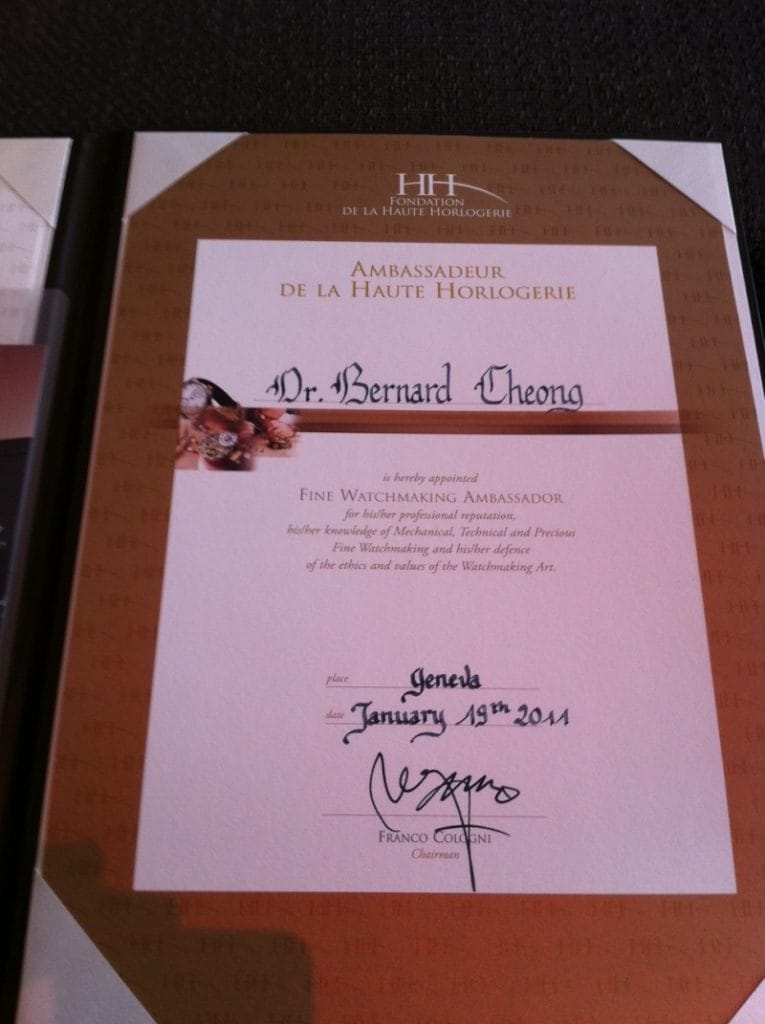 HH
FONDATION
DE LA HAUTE HORLOGERIE
AMBASSADEUR
DE LA HAUTE HORLOGERIE
Dr. Bernard Cheong
is hereby appointed
FINE WATCHMAKING AMBASSADOR
for his/her professional reputation,
his/her knowledge of Mechanical, Technical and Precious
Fine Watchmaking and his/her defence
of the ethics and values of the Watchmaking Art.
place Geneva
date January 19th 2011
FRANCO COLOGNI
Chairman